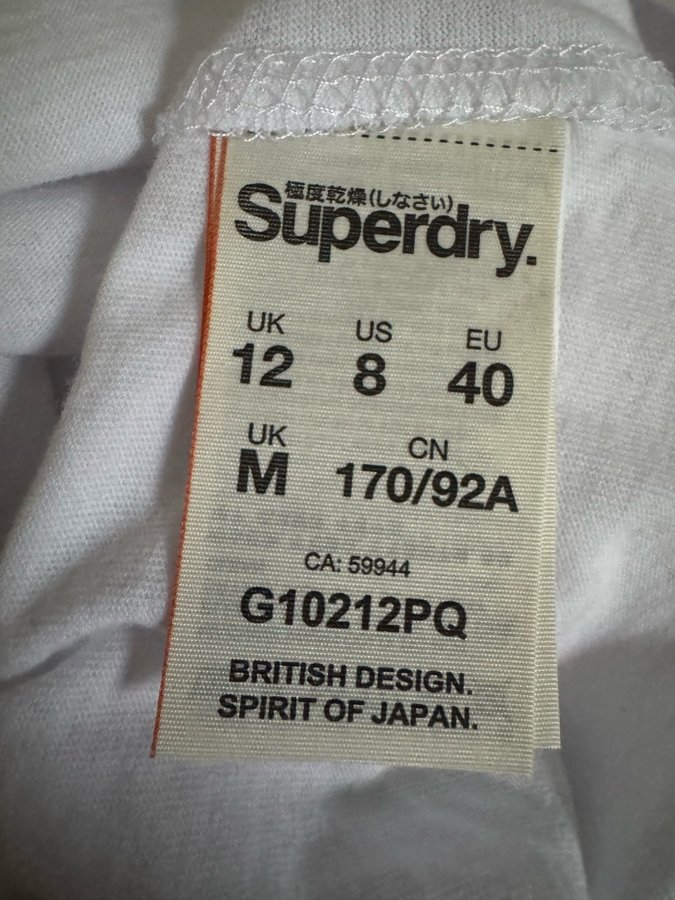 極度乾燥(しなさい)
Superdry.
UK US EU
12 8 40
UK CN
M 170/92A
CA: 59944
G10212PQ
BRITISH DESIGN.
SPIRIT OF JAPAN.